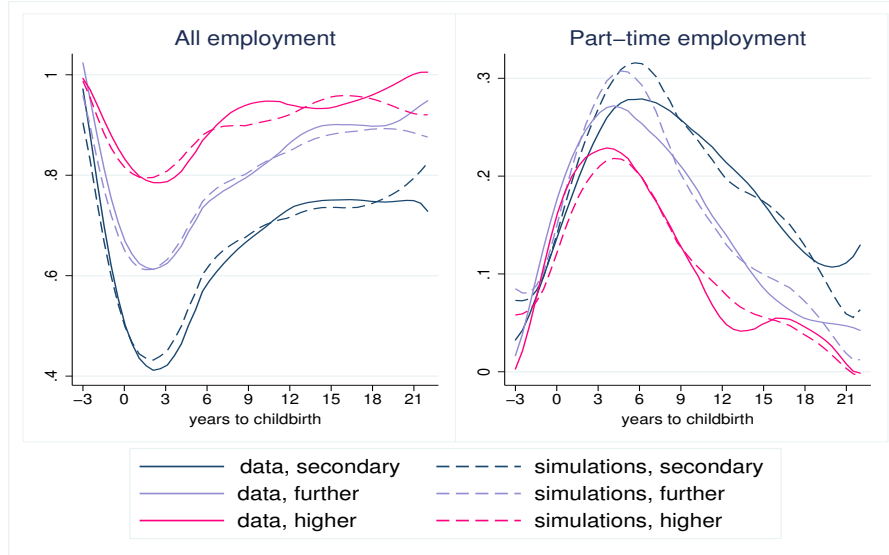 All employment
1
.8
.6
.4
−3 0 3 6 9 12 15 18 21
years to childbirth
Part−time employment
.3
.2
.1
0
−3 0 3 6 9 12 15 18 21
years to childbirth
data, secondary simulations, secondary
data, further simulations, further
data, higher simulations, higher